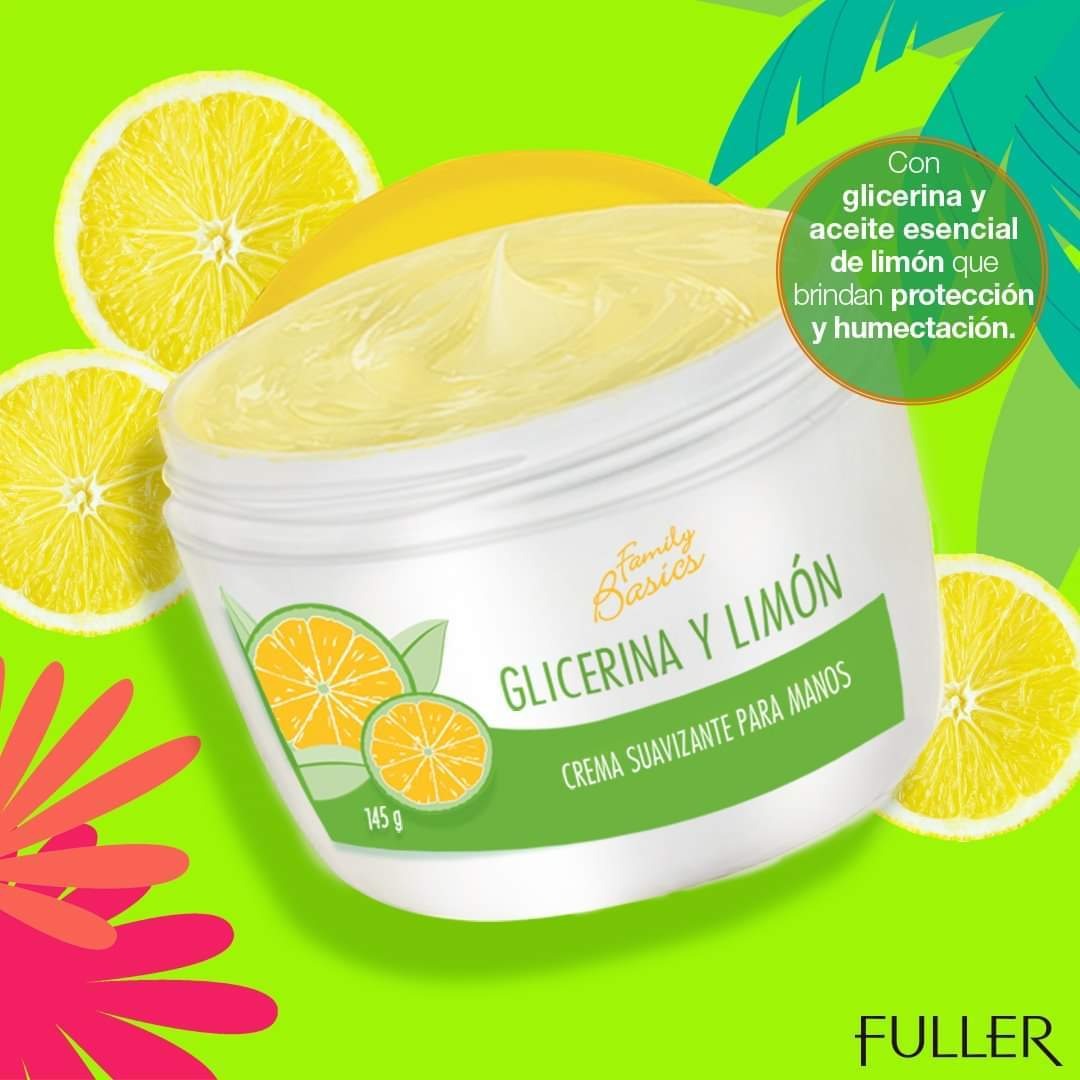 Con
glicerina y
aceite esencial
de limón que
brindan protección
y humectación.
Family
Basics
GLICERINA Y LIMÓN
CREMA SUAVIZANTE PARA MANOS
145 g
FULLER